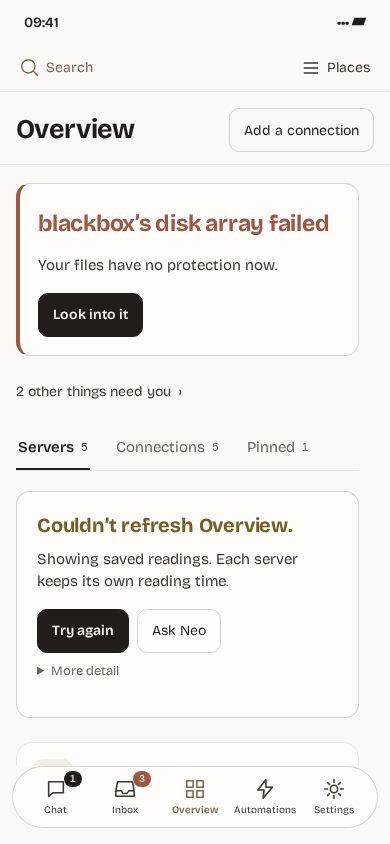 09:41
Search
Places
Overview
Add a connection
blackbox's disk array failed
Your files have no protection now.
Look into it
2 other things need you ›
Servers 5
Connections 5
Pinned 1
Couldn't refresh Overview.
Showing saved readings. Each server
keeps its own reading time.
Try again
Ask Neo
More detail
1
3
Chat
Inbox
Overview
Automations
Settings